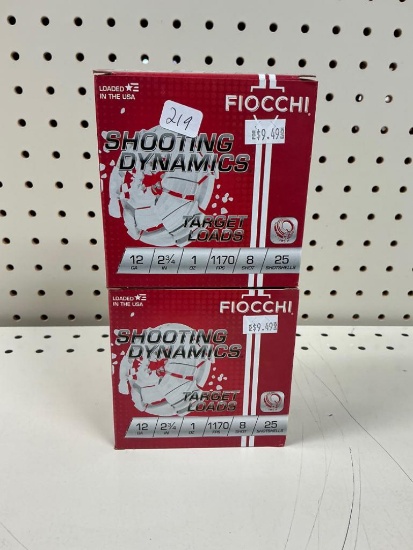 LOADED
IN THE USA
FIOCCHI
219
$9.49
SHOOTING
DYNAMICS
TARGET
LOADS
12 2¾ 1 1170 8 25
GA IN OZ FPS SHOT SHOTSHELLS
LOADED
IN THE USA
FIOCCHI
$9.49
SHOOTING
DYNAMICS
TARGET
LOADS
12 2¾ 1 1170 8 25
GA IN OZ FPS SHOT SHOTSHELLS